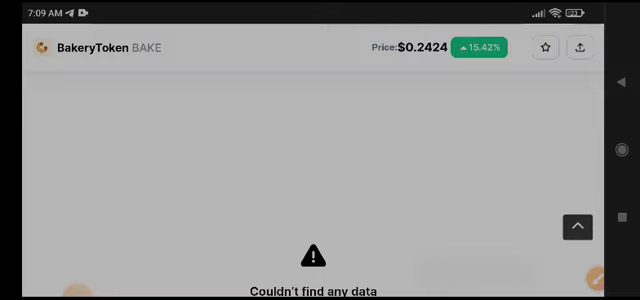 7:09 AM
BakeryToken BAKE
Price:$0.2424 15.42%
Couldn't find any data